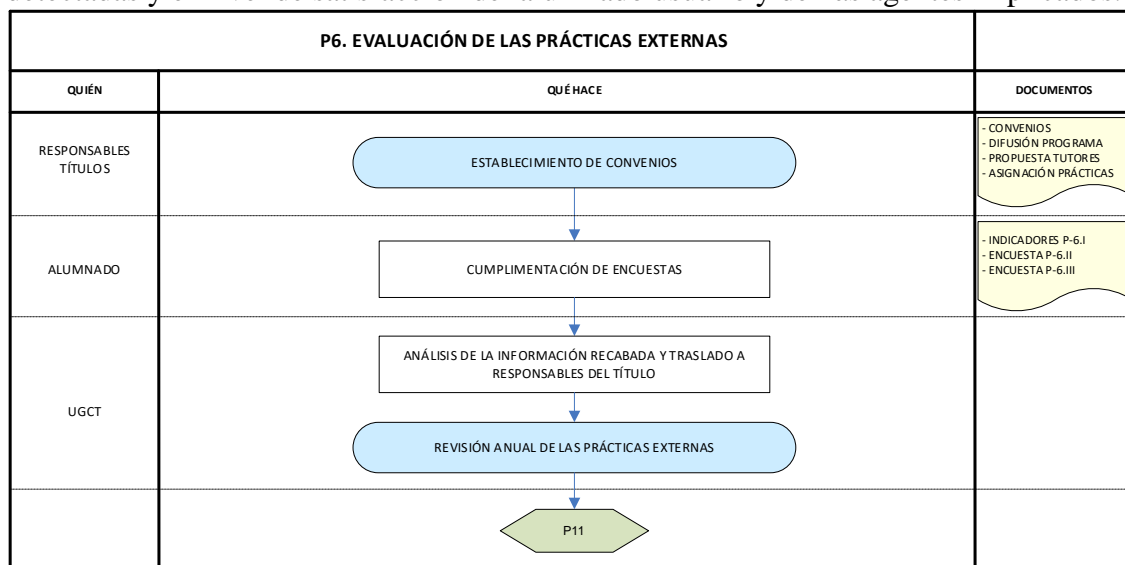 P6. EVALUACIÓN DE LAS PRÁCTICAS EXTERNAS
QUIÉN
QUÉ HACE
DOCUMENTOS
RESPONSABLES
TÍTULOS
ESTABLECIMIENTO DE CONVENIOS
- CONVENIOS
- DIFUSIÓN PROGRAMA
- PROPUESTA TUTORES
- ASIGNACIÓN PRÁCTICAS
ALUMNADO
CUMPLIMENTACIÓN DE ENCUESTAS
- INDICADORES P-6.I
- ENCUESTA P-6.II
- ENCUESTA P-6.III
UGCT
ANÁLISIS DE LA INFORMACIÓN RECABADA Y TRASLADO A
RESPONSABLES DEL TÍTULO
REVISIÓN ANUAL DE LAS PRÁCTICAS EXTERNAS
P11